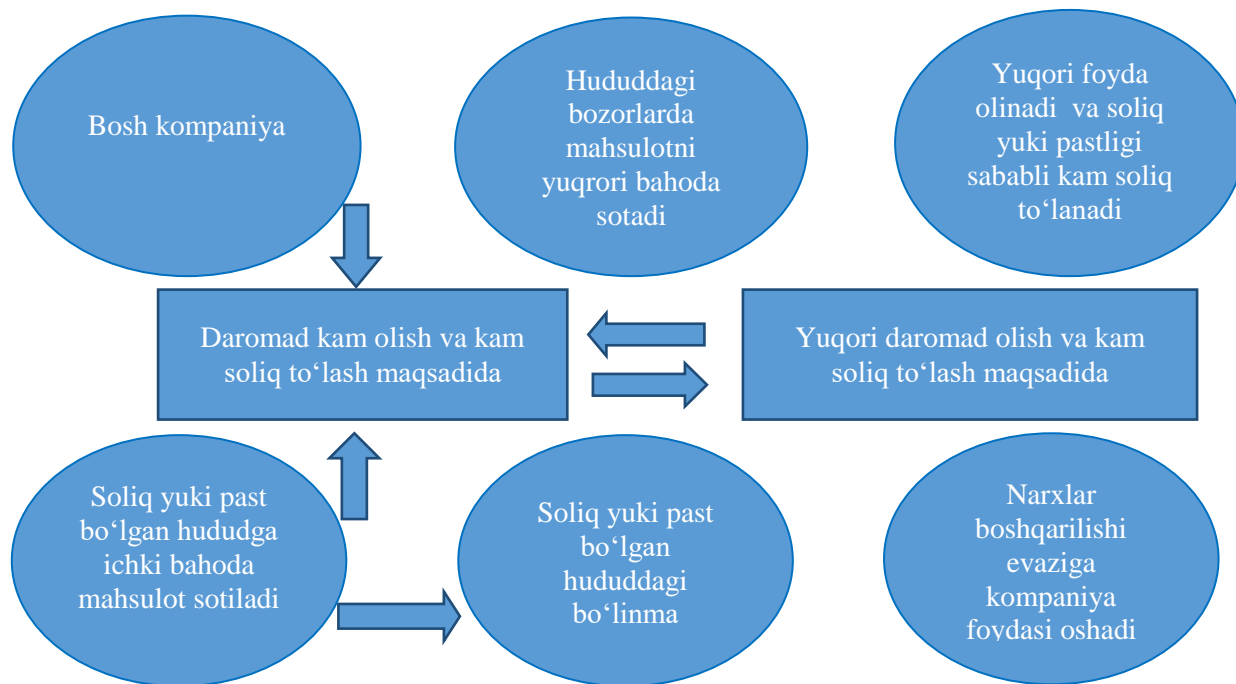 Bosh kompaniya
Hududdagi
bozorlarda
mahsulotni
yuqrori bahoda
sotadi
Yuqori foyda
olinadi va soliq
yuki pastligi
sababli kam soliq
to‘lanadi
Daromad kam olish va kam
soliq to‘lash maqsadida
Yuqori daromad olish va kam
soliq to‘lash maqsadida
Soliq yuki past
bo‘lgan hududga
ichki bahoda
mahsulot sotiladi
Soliq yuki past
bo‘lgan
hududdagi
bo‘linma
Narxlar
boshqarilishi
evaziga
kompaniya
foydasi oshadi